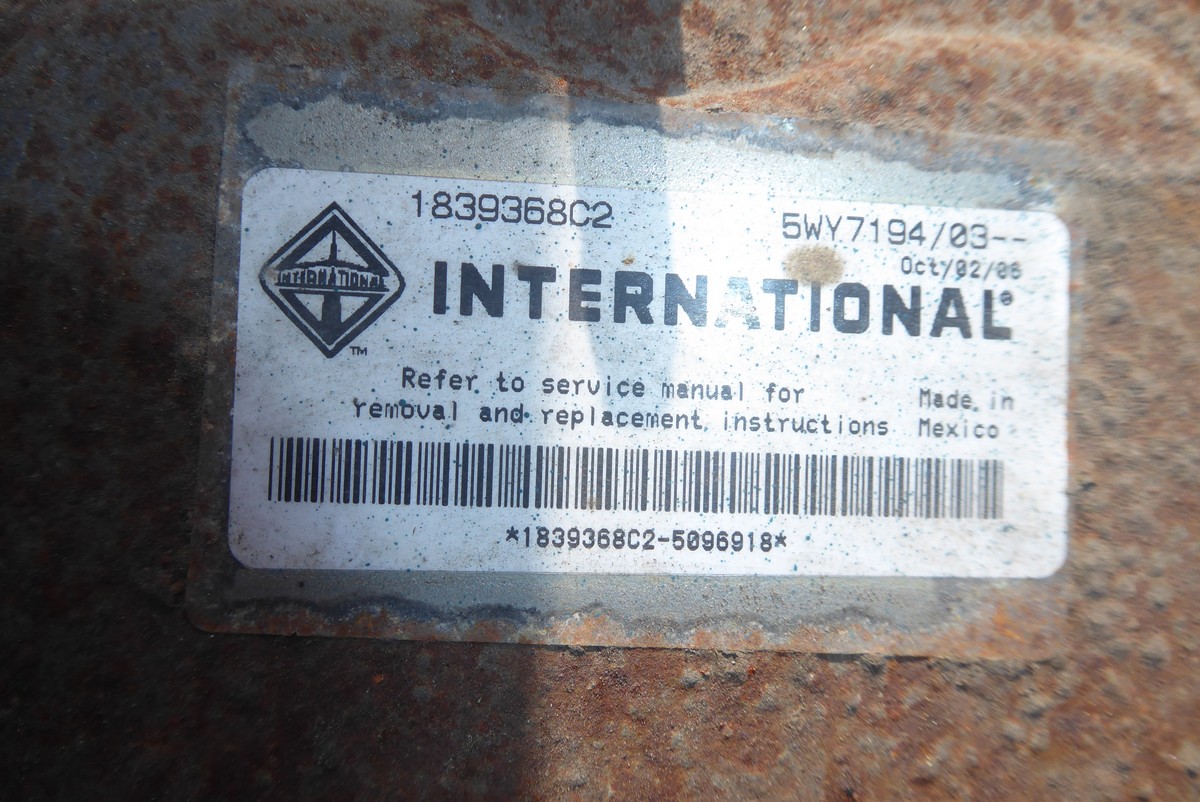 1839368C2
5WY7194/03--
Oct/02/06
INTERNATIONAL
TM
INTERNATIONAL®
Refer to service manual for
removal and replacement instructions
Made in
Mexico
*1839368C2-5096918*